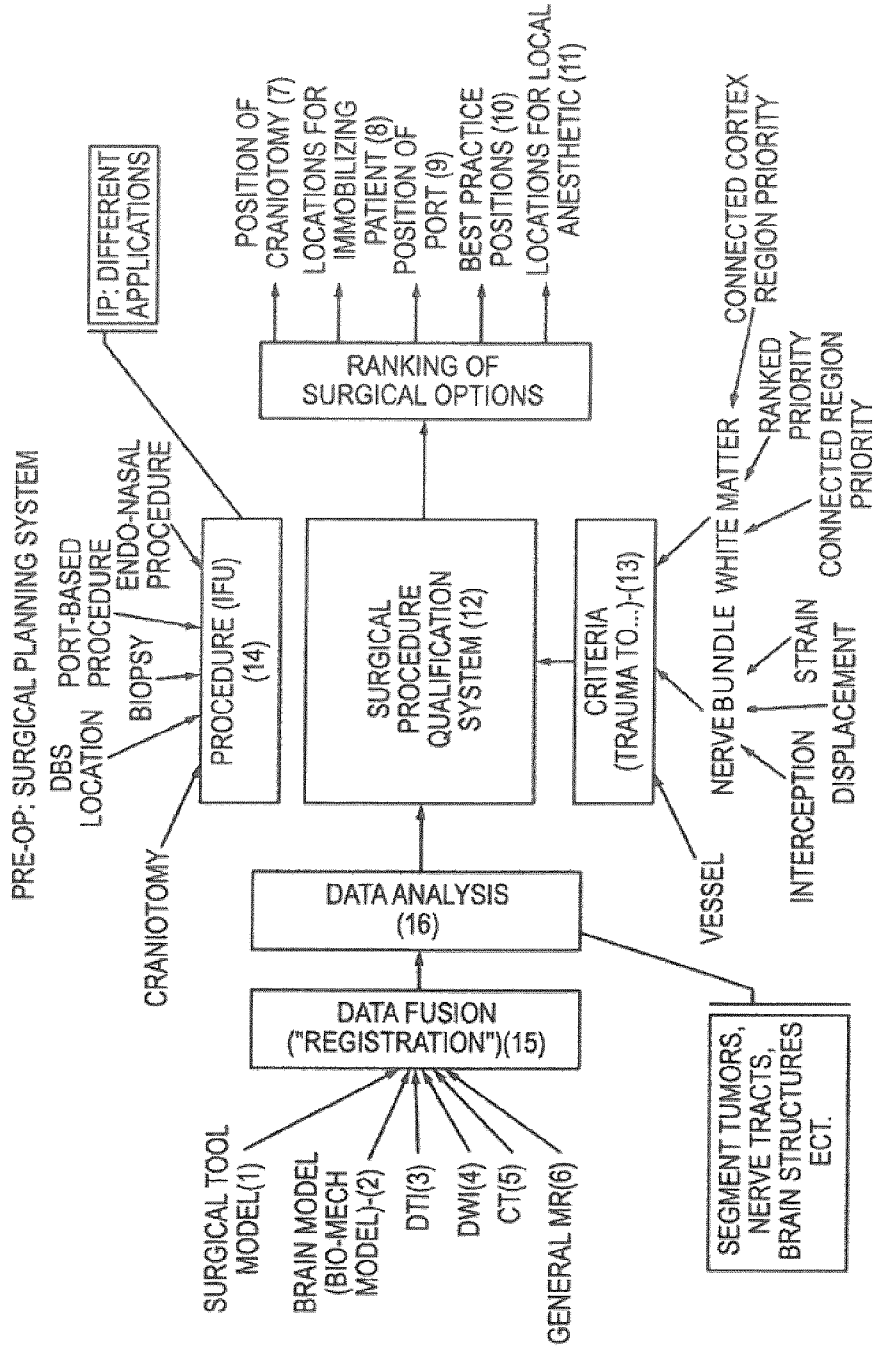 PRE-OP: SURGICAL PLANNING SYSTEM
CRANIOTOMY
DBS
LOCATION
BIOPSY
PORT-BASED
PROCEDURE
ENDO-NASAL
PROCEDURE
IP: DIFFERENT
APPLICATIONS
PROCEDURE (IFU)
(14)
SURGICAL TOOL
MODEL(1)
BRAIN MODEL
(BIO-MECH
MODEL)-(2)
DTI(3)
DWI(4)
CT(5)
GENERAL MR(6)
DATA FUSION
("REGISTRATION")(15)
DATA ANALYSIS
(16)
SURGICAL
PROCEDURE
QUALIFICATION
SYSTEM (12)
RANKING OF
SURGICAL OPTIONS
POSITION OF
CRANIOTOMY (7)
LOCATIONS FOR
IMMOBILIZING
PATIENT (8)
POSITION OF
PORT (9)
BEST PRACTICE
POSITIONS (10)
LOCATIONS FOR LOCAL
ANESTHETIC (11)
CRITERIA
(TRAUMA TO...)-(13)
VESSEL
NERVE BUNDLE
WHITE MATTER
INTERCEPTION
DISPLACEMENT
STRAIN
CONNECTED REGION
PRIORITY
RANKED
PRIORITY
CONNECTED CORTEX
REGION PRIORITY
SEGMENT TUMORS,
NERVE TRACTS,
BRAIN STRUCTURES
ECT.